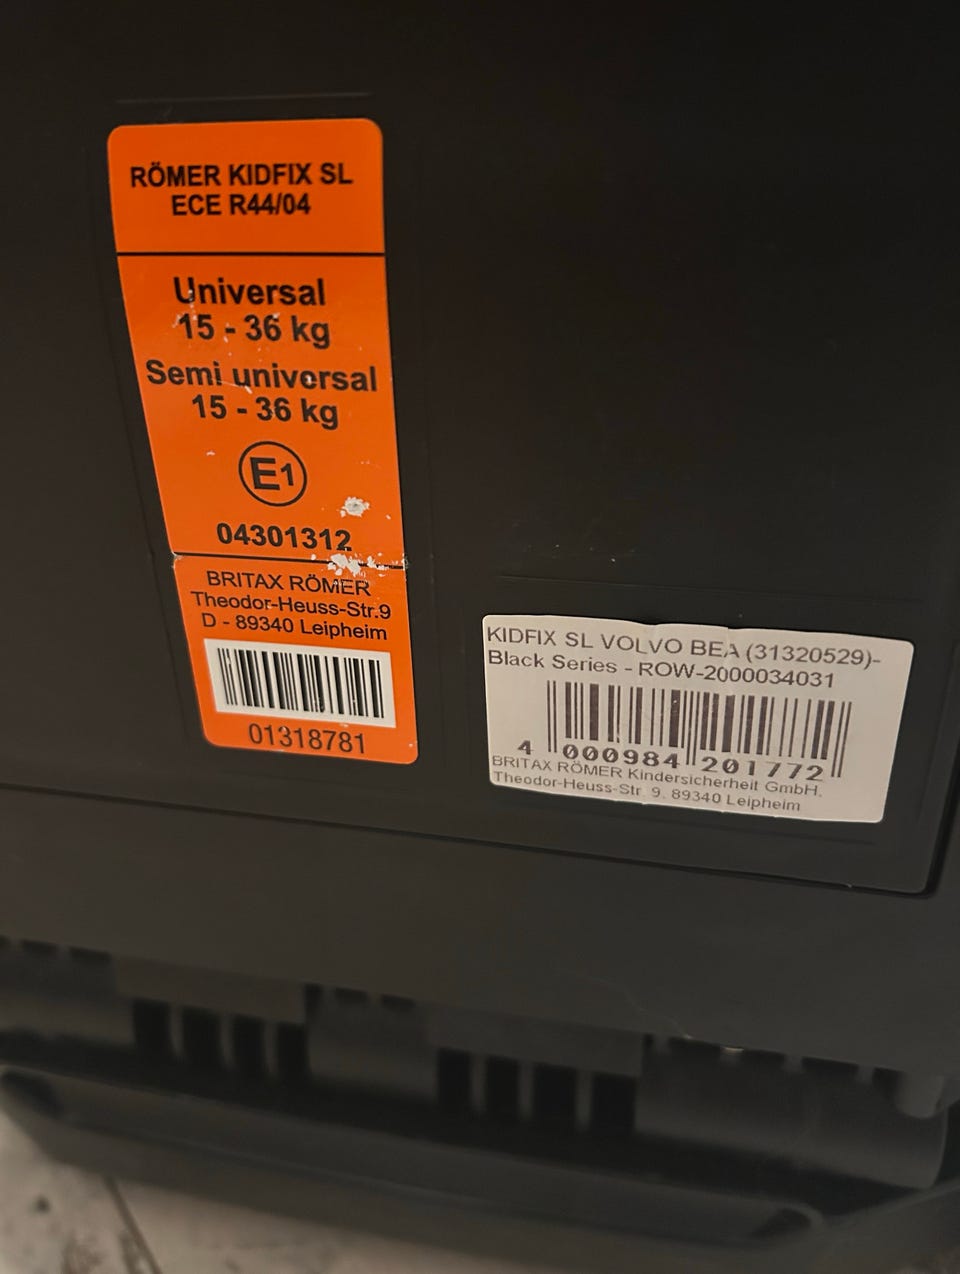 RÖMER KIDFIX SL
ECE R44/04
Universal
15 - 36 kg
Semi universal
15 - 36 kg
E1
04301312
BRITAX RÖMER
Theodor-Heuss-Str.9
D - 89340 Leipheim
01318781
KIDFIX SL VOLVO BEA (31320529)-
Black Series - ROW-2000034031
4 000984 201772
BRITAX RÖMER Kindersicherheit GmbH.
Theodor-Heuss-Str. 9. 89340 Leipheim